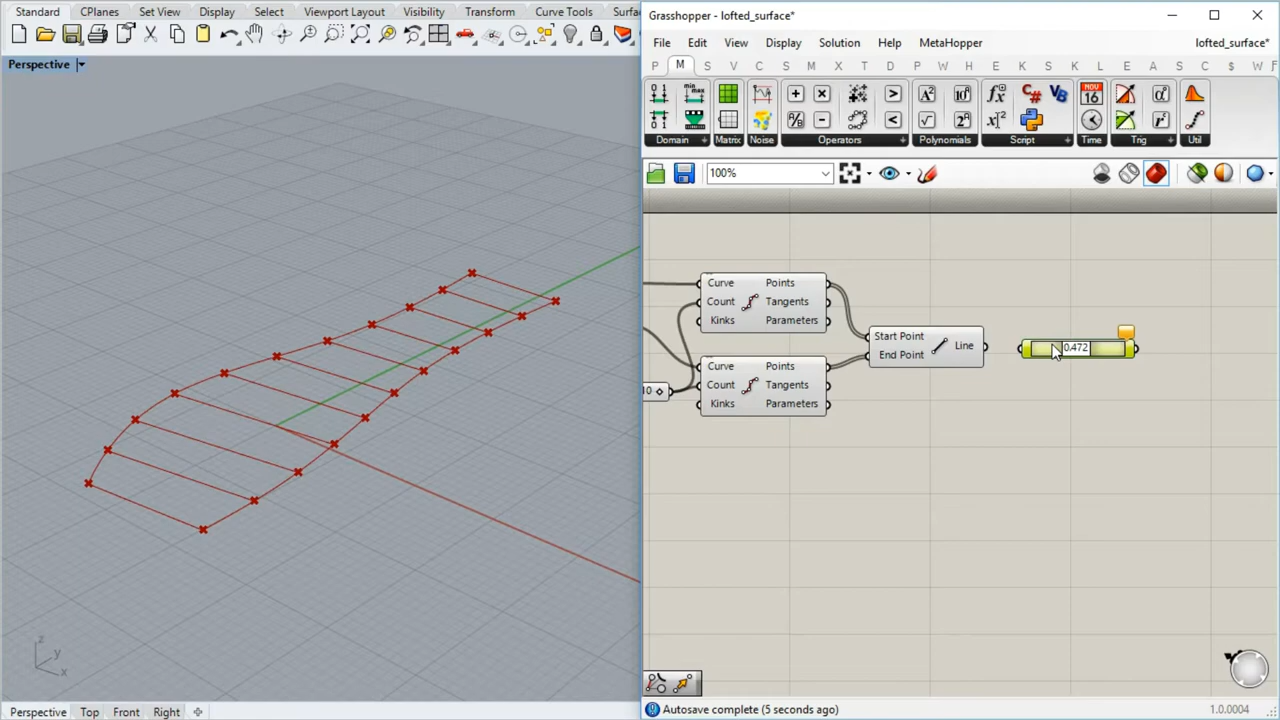 Standard CPlanes Set View Display Select Viewport Layout Visibility Transform Curve Tools Surfa
Perspective
z
y
x
Perspective Top Front Right
Grasshopper - lofted_surface*
File Edit View Display Solution Help MetaHopper lofted_surface*
P M S V C S M X T D P W H E K S K L E A S C $ W F
Domain Matrix Noise Operators Polynomials Script Time Trig Util
100%
Curve Points
Count Tangents
Kinks Parameters
Start Point Line
End Point
0.472
Curve Points
10 Count Tangents
Kinks Parameters
Autosave complete (5 seconds ago) 1.0.0004